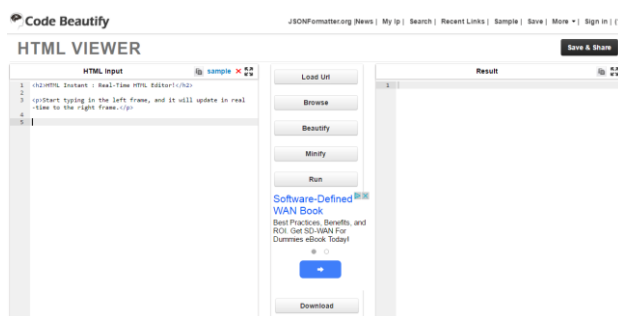 Code Beautify
JSONFormatter.org |News | My Ip | Search | Recent Links | Sample | Save | More | Sign in | (
HTML VIEWER
Save & Share
HTML Input
sample
1 <h2>HTML Instant : Real-Time HTML Editor!</h2>
2
3 <p>Start typing in the left frame, and it will update in real
-time to the right frame.</p>
4
5
Load Url
Browse
Beautify
Minify
Run
Software-Defined
WAN Book
Best Practices, Benefits, and
ROI. Get SD-WAN For
Dummies eBook Today!
Download
Result
1